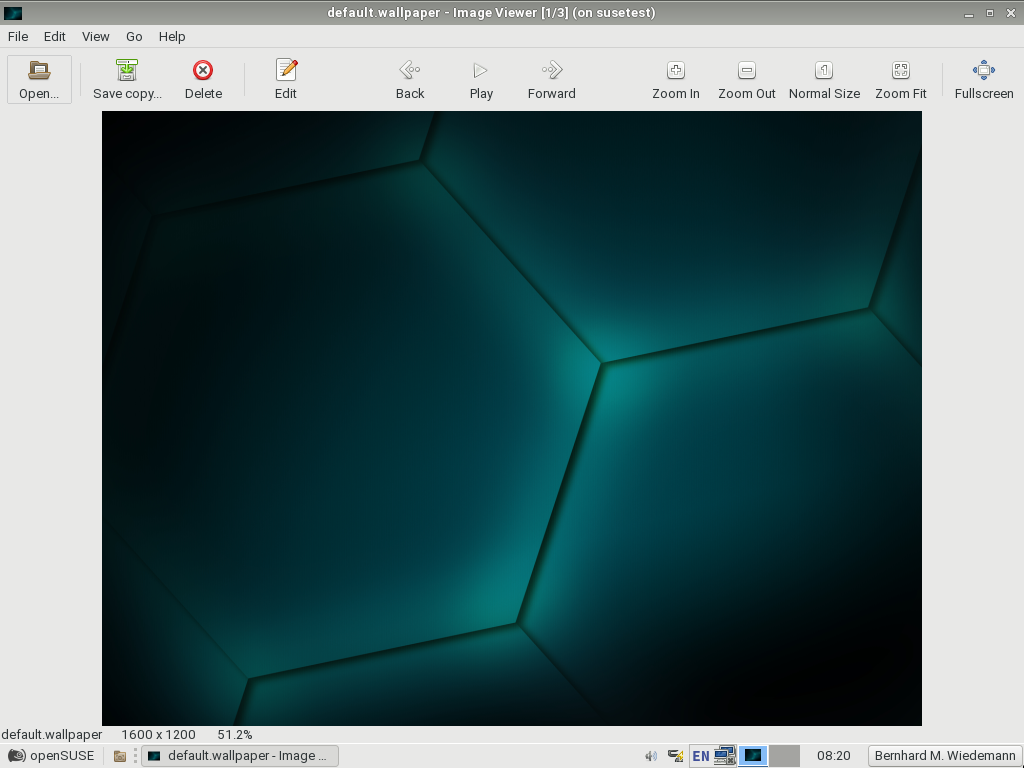 default.wallpaper - Image Viewer [1/3] (on susetest)
File Edit View Go Help
Open... Save copy... Delete Edit Back Play Forward Zoom In Zoom Out Normal Size Zoom Fit Fullscreen
default.wallpaper 1600 x 1200 51.2%
openSUSE default.wallpaper - Image ... EN 08:20 Bernhard M. Wiedemann